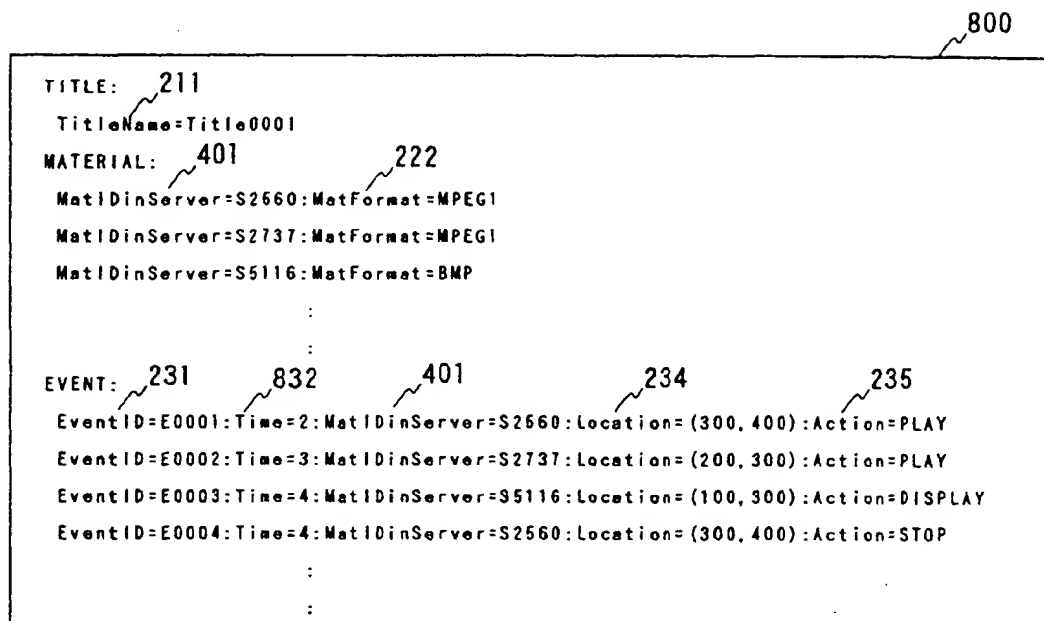 800
TITLE: 211
TitleName=Title0001
MATERIAL: 401 222
MatIDinServer=S2560:MatFormat=MPEG1
MatIDinServer=S2737:MatFormat=MPEG1
MatIDinServer=S5116:MatFormat=BMP
:
:
EVENT: 231 832 401 234 235
EventID=E0001:Time=2:MatIDinServer=S2560:Location=(300,400):Action=PLAY
EventID=E0002:Time=3:MatIDinServer=S2737:Location=(200,300):Action=PLAY
EventID=E0003:Time=4:MatIDinServer=S5116:Location=(100,300):Action=DISPLAY
EventID=E0004:Time=4:MatIDinServer=S2560:Location=(300,400):Action=STOP
:
: